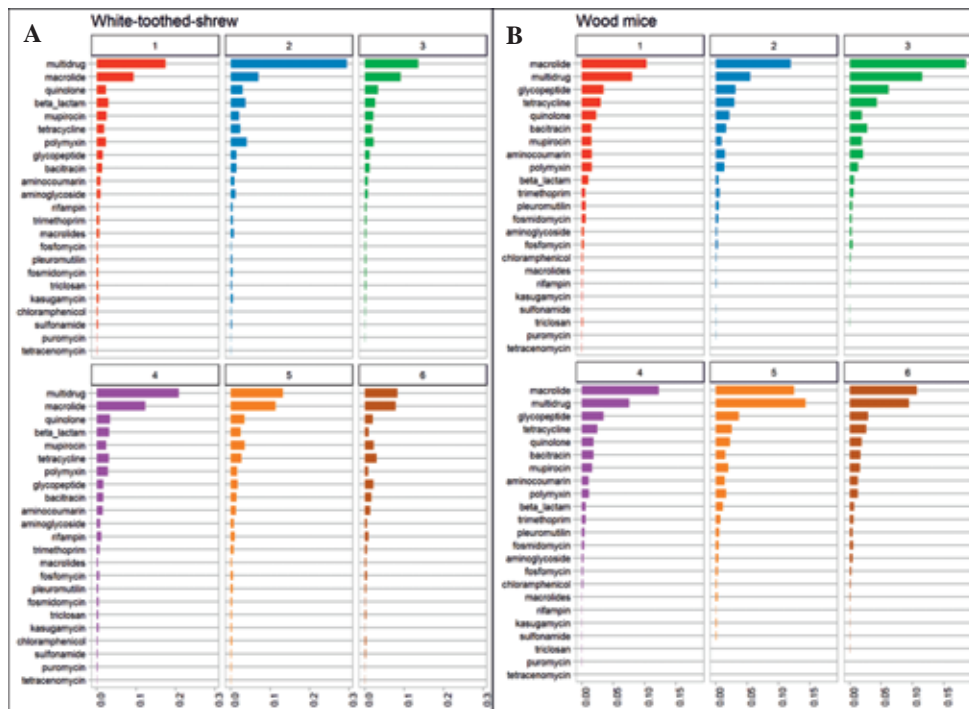 A
White-toothed-shrew
1 2 3
multidrug
macrolide
quinolone
beta_lactam
mupirocin
tetracycline
polymyxin
glycopeptide
bacitracin
aminocoumarin
aminoglycoside
rifampin
trimethoprim
macrolides
fosfomycin
pleuromutilin
fosmidomycin
triclosan
kasugamycin
chloramphenicol
sulfonamide
puromycin
tetracenomycin
4 5 6
multidrug
macrolide
quinolone
beta_lactam
mupirocin
tetracycline
polymyxin
glycopeptide
bacitracin
aminocoumarin
aminoglycoside
rifampin
trimethoprim
macrolides
fosfomycin
pleuromutilin
fosmidomycin
triclosan
kasugamycin
chloramphenicol
sulfonamide
puromycin
tetracenomycin
0.0 0.1 0.2 0.3 0.0 0.1 0.2 0.3 0.0 0.1 0.2 0.3
B
Wood mice
1 2 3
macrolide
multidrug
glycopeptide
tetracycline
quinolone
bacitracin
mupirocin
aminocoumarin
polymyxin
beta_lactam
trimethoprim
pleuromutilin
fosmidomycin
aminoglycoside
fosfomycin
chloramphenicol
macrolides
rifampin
kasugamycin
sulfonamide
triclosan
puromycin
tetracenomycin
4 5 6
macrolide
multidrug
glycopeptide
tetracycline
quinolone
bacitracin
mupirocin
aminocoumarin
polymyxin
beta_lactam
trimethoprim
pleuromutilin
fosmidomycin
aminoglycoside
fosfomycin
chloramphenicol
macrolides
rifampin
kasugamycin
sulfonamide
triclosan
puromycin
tetracenomycin
0.00 0.05 0.10 0.15 0.00 0.05 0.10 0.15 0.00 0.05 0.10 0.15